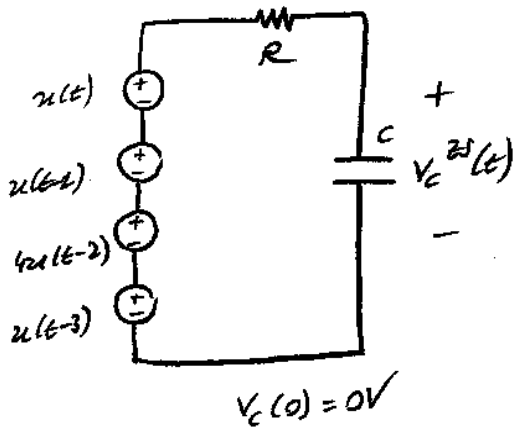 R
u(t)
+
-
C
+
V_C^{zs}(t)
-
u(t-1)
+
-
4u(t-2)
+
-
u(t-3)
+
-
V_C(0) = 0V